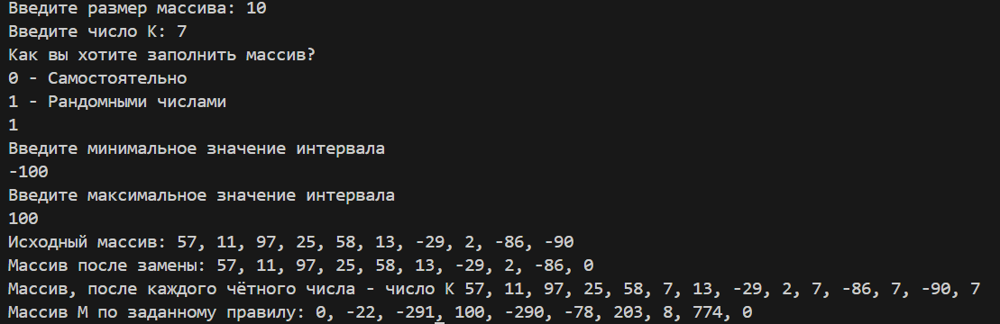 Введите размер массива: 10
Введите число К: 7
Как вы хотите заполнить массив?
0 - Самостоятельно
1 - Рандомными числами
1
Введите минимальное значение интервала
-100
Введите максимальное значение интервала
100
Исходный массив: 57, 11, 97, 25, 58, 13, -29, 2, -86, -90
Массив после замены: 57, 11, 97, 25, 58, 13, -29, 2, -86, 0
Массив, после каждого чётного числа - число К 57, 11, 97, 25, 58, 7, 13, -29, 2, 7, -86, 7, -90, 7
Массив М по заданному правилу: 0, -22, -291, 100, -290, -78, 203, 8, 774, 0